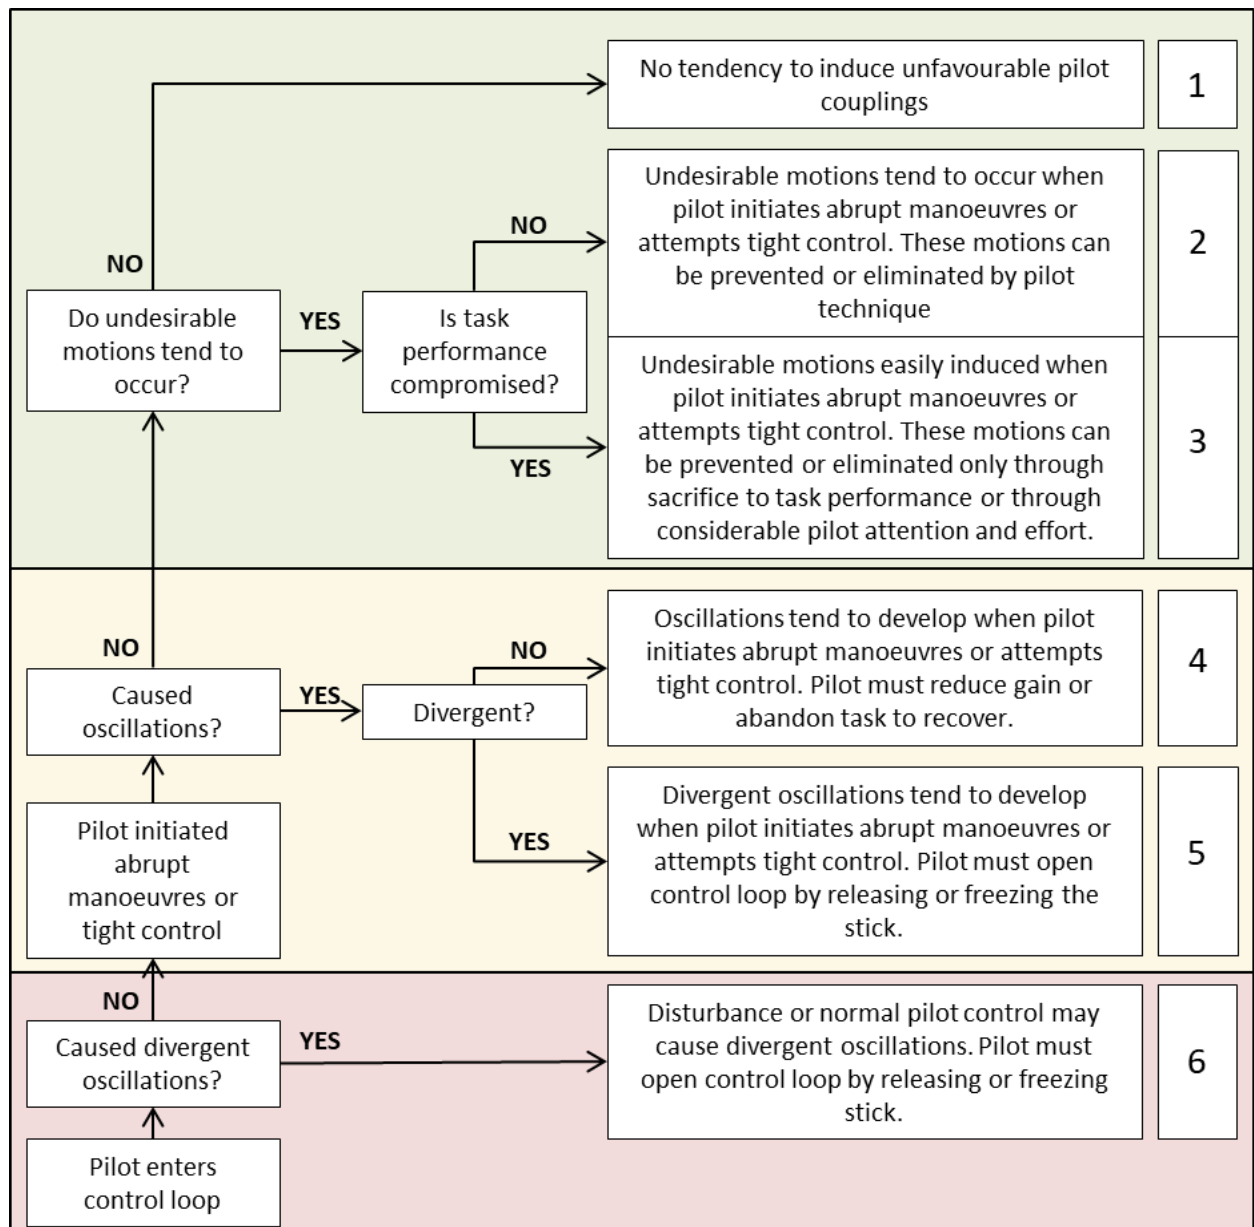 No tendency to induce unfavourable pilot
couplings
1
Undesirable motions tend to occur when
pilot initiates abrupt manoeuvres or
attempts tight control. These motions can
be prevented or eliminated by pilot
technique
2
NO
NO
Do undesirable
motions tend to
occur?
YES
Is task
performance
compromised?
YES
Undesirable motions easily induced when
pilot initiates abrupt manoeuvres or
attempts tight control. These motions can
be prevented or eliminated only through
sacrifice to task performance or through
considerable pilot attention and effort.
3
NO
Caused
oscillations?
YES
Divergent?
NO
Oscillations tend to develop when pilot
initiates abrupt manoeuvres or attempts
tight control. Pilot must reduce gain or
abandon task to recover.
4
Pilot initiated
abrupt
manoeuvres or
tight control
YES
Divergent oscillations tend to develop
when pilot initiates abrupt manoeuvres or
attempts tight control. Pilot must open
control loop by releasing or freezing the
stick.
5
NO
Caused divergent
oscillations?
YES
Disturbance or normal pilot control may
cause divergent oscillations. Pilot must
open control loop by releasing or freezing
stick.
6
Pilot enters
control loop